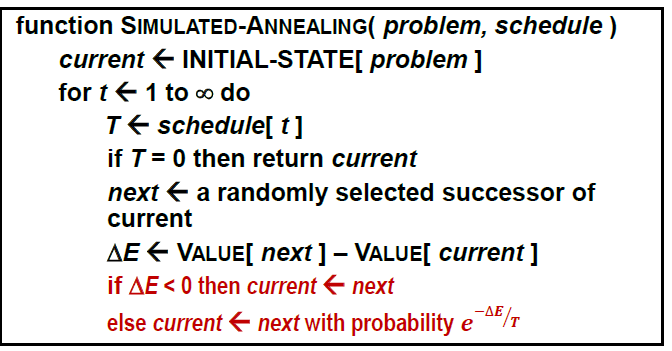 function SIMULATED-ANNEALING( problem, schedule )
current ← INITIAL-STATE[ problem ]
for t ← 1 to ∞ do
T ← schedule[ t ]
if T = 0 then return current
next ← a randomly selected successor of
current
ΔE ← VALUE[ next ] – VALUE[ current ]
if ΔE < 0 then current ← next
else current ← next with probability e^{-ΔE/T}